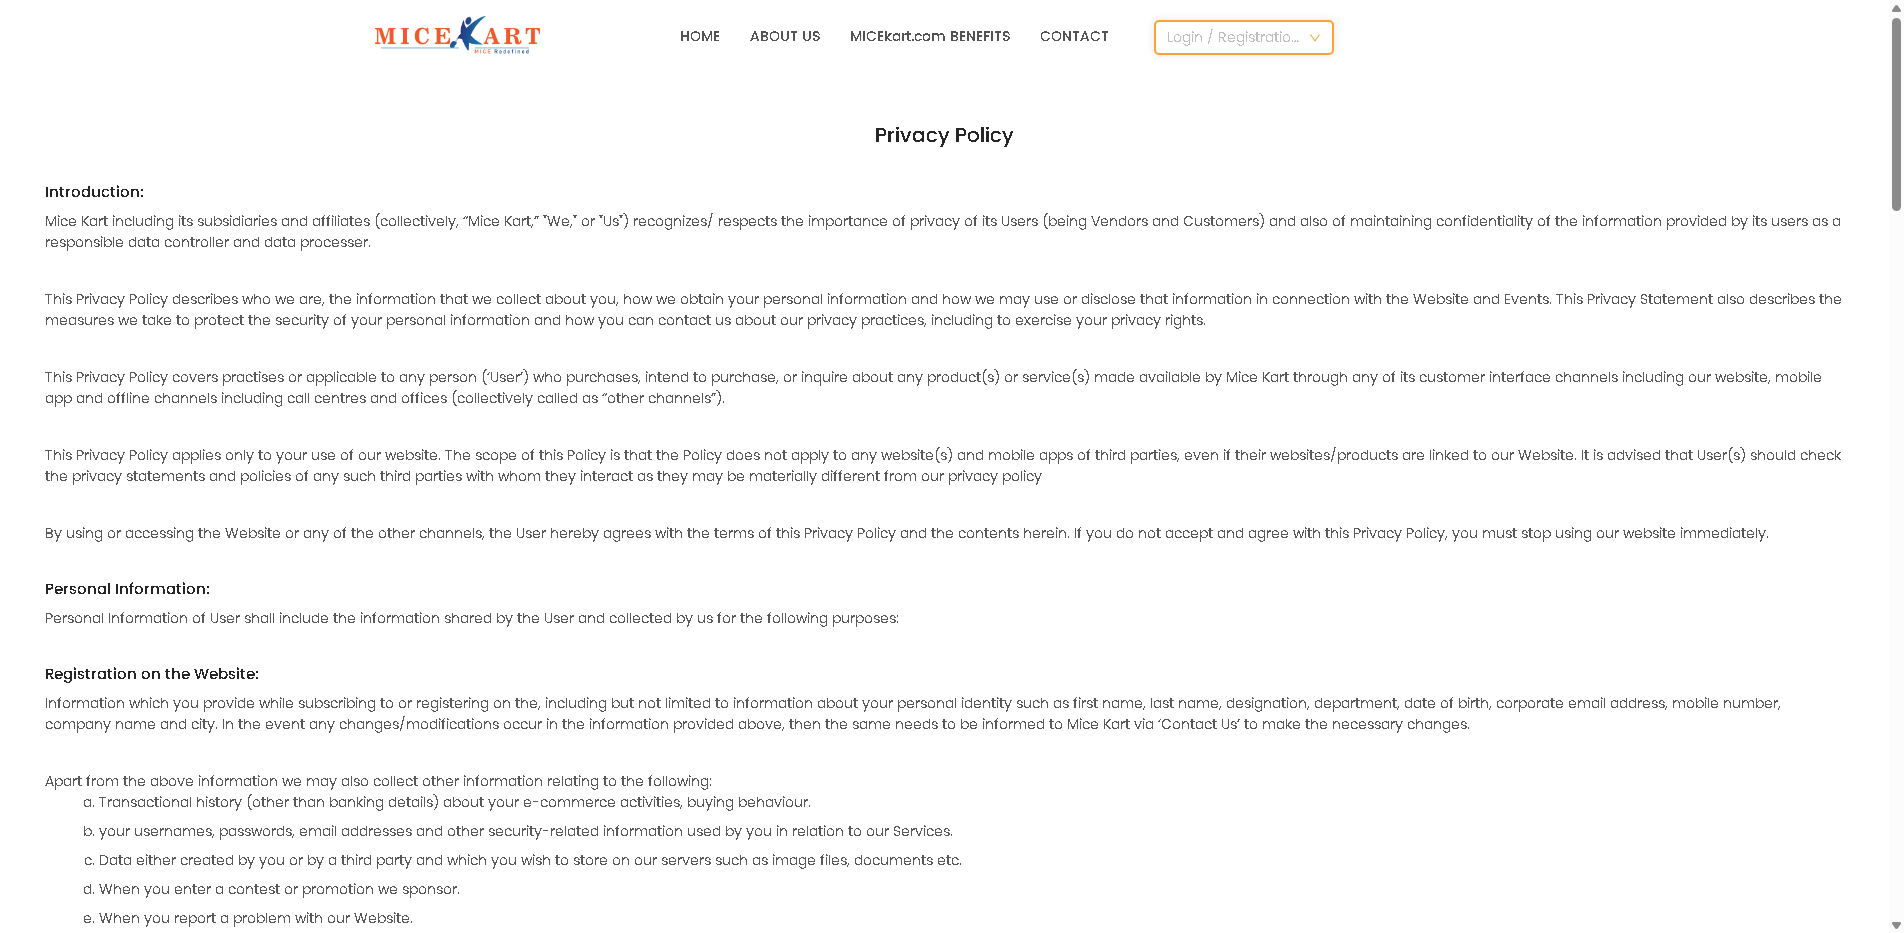 MICE KART
MICE Redefined
HOME
ABOUT US
MICEkart.com BENEFITS
CONTACT
Login / Registratio...
Privacy Policy
Introduction:
Mice Kart including its subsidiaries and affiliates (collectively, “Mice Kart,” "We," or "Us") recognizes/ respects the importance of privacy of its Users (being Vendors and Customers) and also of maintaining confidentiality of the information provided by its users as a
responsible data controller and data processer.
This Privacy Policy describes who we are, the information that we collect about you, how we obtain your personal information and how we may use or disclose that information in connection with the Website and Events. This Privacy Statement also describes the
measures we take to protect the security of your personal information and how you can contact us about our privacy practices, including to exercise your privacy rights.
This Privacy Policy covers practises or applicable to any person (‘User’) who purchases, intend to purchase, or inquire about any product(s) or service(s) made available by Mice Kart through any of its customer interface channels including our website, mobile
app and offline channels including call centres and offices (collectively called as “other channels”).
This Privacy Policy applies only to your use of our website. The scope of this Policy is that the Policy does not apply to any website(s) and mobile apps of third parties, even if their websites/products are linked to our Website. It is advised that User(s) should check
the privacy statements and policies of any such third parties with whom they interact as they may be materially different from our privacy policy
By using or accessing the Website or any of the other channels, the User hereby agrees with the terms of this Privacy Policy and the contents herein. If you do not accept and agree with this Privacy Policy, you must stop using our website immediately.
Personal Information:
Personal Information of User shall include the information shared by the User and collected by us for the following purposes:
Registration on the Website:
Information which you provide while subscribing to or registering on the, including but not limited to information about your personal identity such as first name, last name, designation, department, date of birth, corporate email address, mobile number,
company name and city. In the event any changes/modifications occur in the information provided above, then the same needs to be informed to Mice Kart via ‘Contact Us’ to make the necessary changes.
Apart from the above information we may also collect other information relating to the following:
a. Transactional history (other than banking details) about your e-commerce activities, buying behaviour.
b. your usernames, passwords, email addresses and other security-related information used by you in relation to our Services.
c. Data either created by you or by a third party and which you wish to store on our servers such as image files, documents etc.
d. When you enter a contest or promotion we sponsor.
e. When you report a problem with our Website.